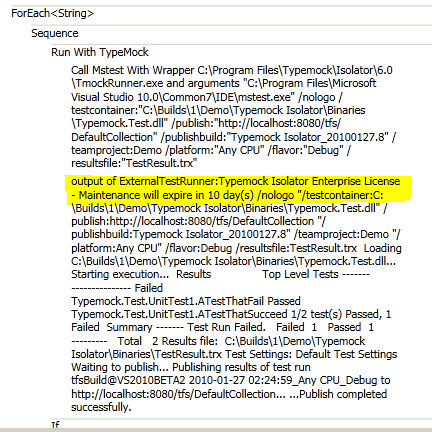 ForEach<String>
Sequence
Run With TypeMock
Call Mstest With Wrapper C:\Program Files\Typemock\Isolator\6.0
\TmockRunner.exe and arguments "C:\Program Files\Microsoft
Visual Studio 10.0\Common7\IDE\mstest.exe" /nologo /
testcontainer:"C:\Builds\1\Demo\Typemock Isolator\Binaries
\Typemock.Test.dll" /publish:"http://localhost:8080/tfs/
DefaultCollection" /publishbuild:"Typemock Isolator_20100127.8" /
teamproject:Demo /platform:"Any CPU" /flavor:"Debug" /
resultsfile:"TestResult.trx"
output of ExternalTestRunner:Typemock Isolator Enterprise License
- Maintenance will expire in 10 day(s) /nologo "/testcontainer:C:
\Builds\1\Demo\Typemock Isolator\Binaries\Typemock.Test.dll" /
publish:http://localhost:8080/tfs/DefaultCollection "/
publishbuild:Typemock Isolator_20100127.8" /teamproject:Demo "/
platform:Any CPU" /flavor:Debug /resultsfile:TestResult.trx Loading
C:\Builds\1\Demo\Typemock Isolator\Binaries\Typemock.Test.dll...
Starting execution... Results Top Level Tests -------
--------------- Failed
Typemock.Test.UnitTest1.ATestThatFail Passed
Typemock.Test.UnitTest1.ATestThatSucceed 1/2 test(s) Passed, 1
Failed Summary ------- Test Run Failed. Failed 1 Passed 1
--------- Total 2 Results file: C:\Builds\1\Demo\Typemock
Isolator\Binaries\TestResult.trx Test Settings: Default Test Settings
Waiting to publish... Publishing results of test run
tfsBuild@VS2010BETA2 2010-01-27 02:24:59_Any CPU_Debug to
http://localhost:8080/tfs/DefaultCollection... ...Publish completed
successfully.
If